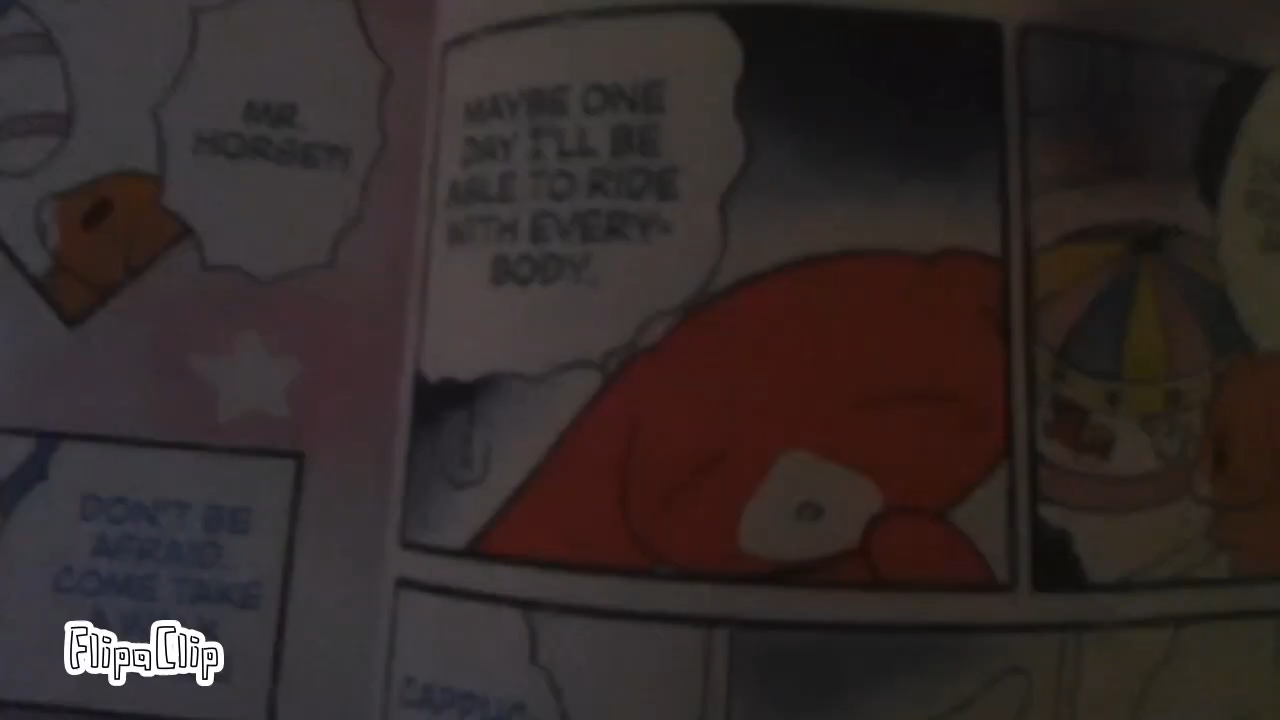 MR.
HORSEY!
MAYBE ONE
DAY I'LL BE
ABLE TO RIDE
WITH EVERY-
BODY.
DON'T BE
AFRAID.
COME TAKE
FlipaClip